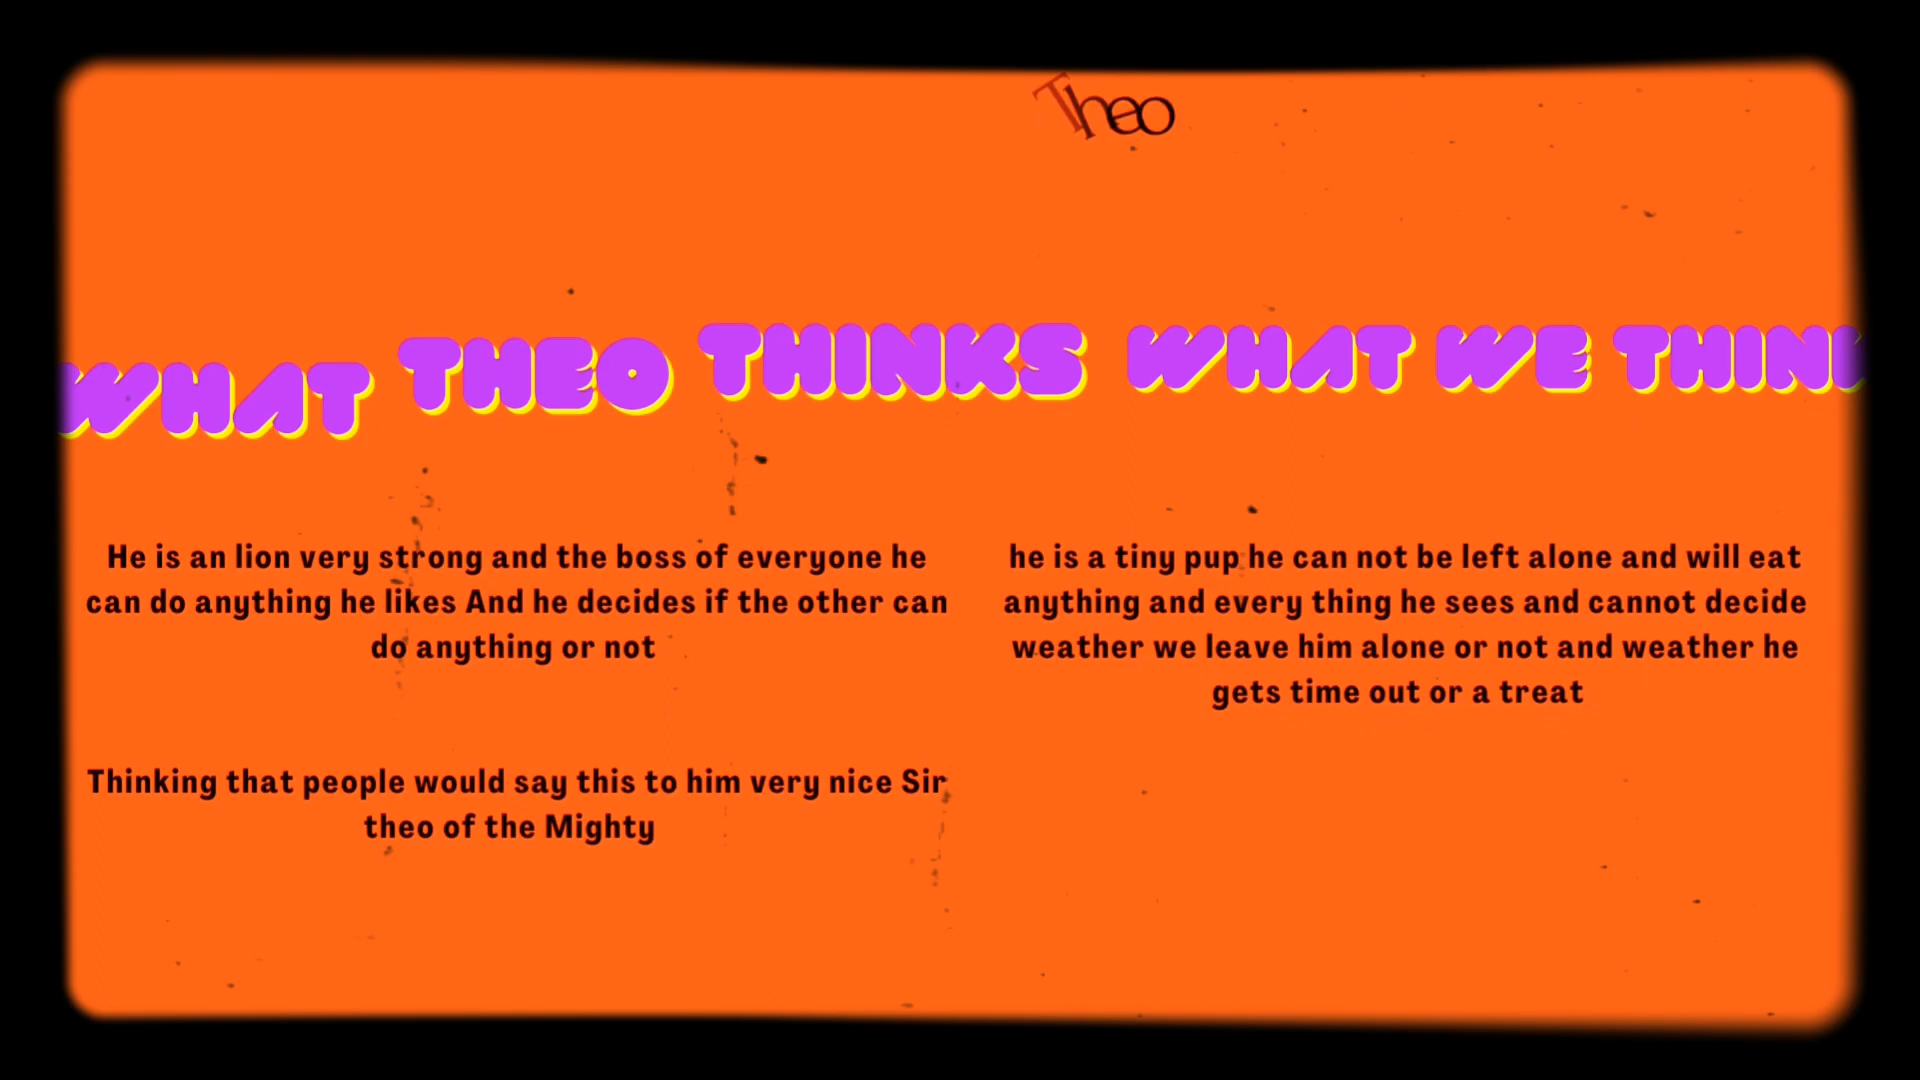 Theo
WHAT THEO THINKS
WHAT WE THINK
He is an lion very strong and the boss of everyone he
can do anything he likes And he decides if the other can
do anything or not
Thinking that people would say this to him very nice Sir
theo of the Mighty
he is a tiny pup he can not be left alone and will eat
anything and every thing he sees and cannot decide
weather we leave him alone or not and weather he
gets time out or a treat